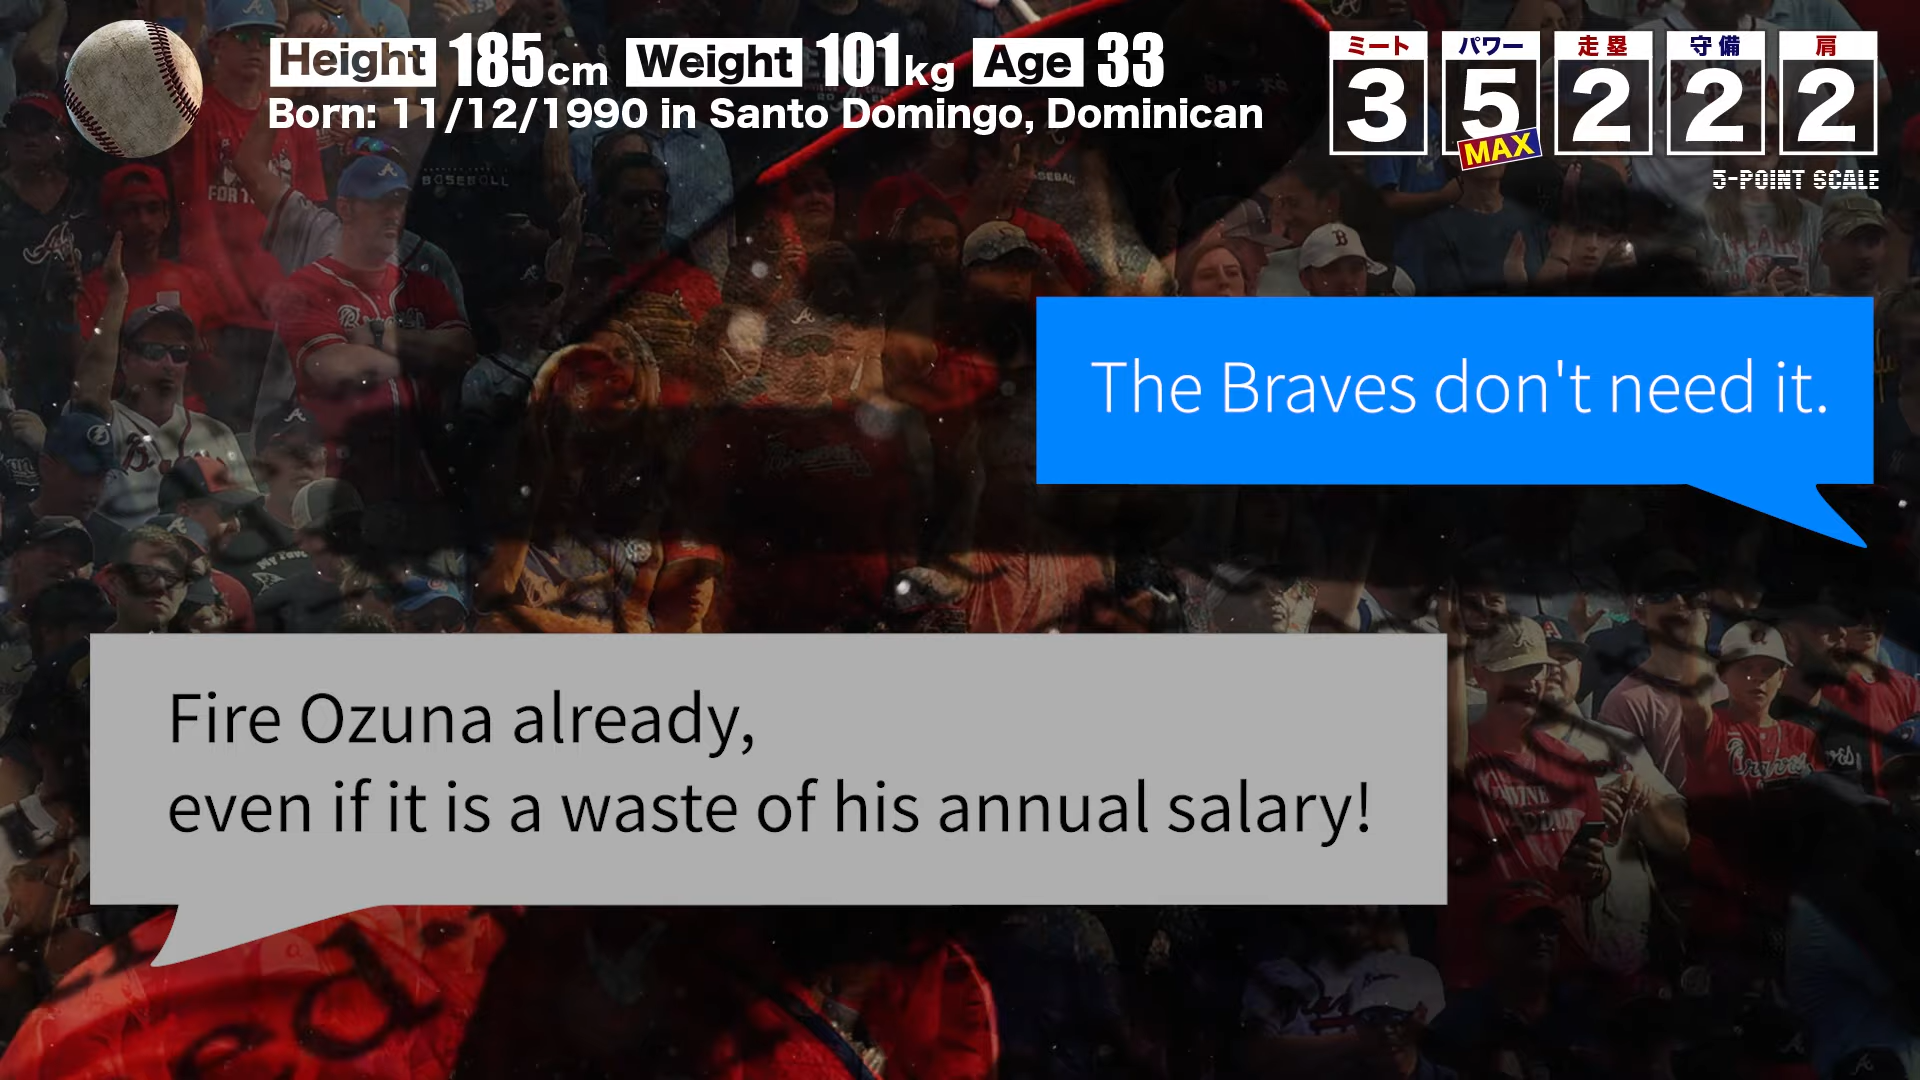 Height 185cm Weight 101kg Age 33
Born: 11/12/1990 in Santo Domingo, Dominican
ミート パワー 走塁 守備 肩
3 5 2 2 2
MAX
5-POINT SCALE
The Braves don't need it.
Fire Ozuna already,
even if it is a waste of his annual salary!